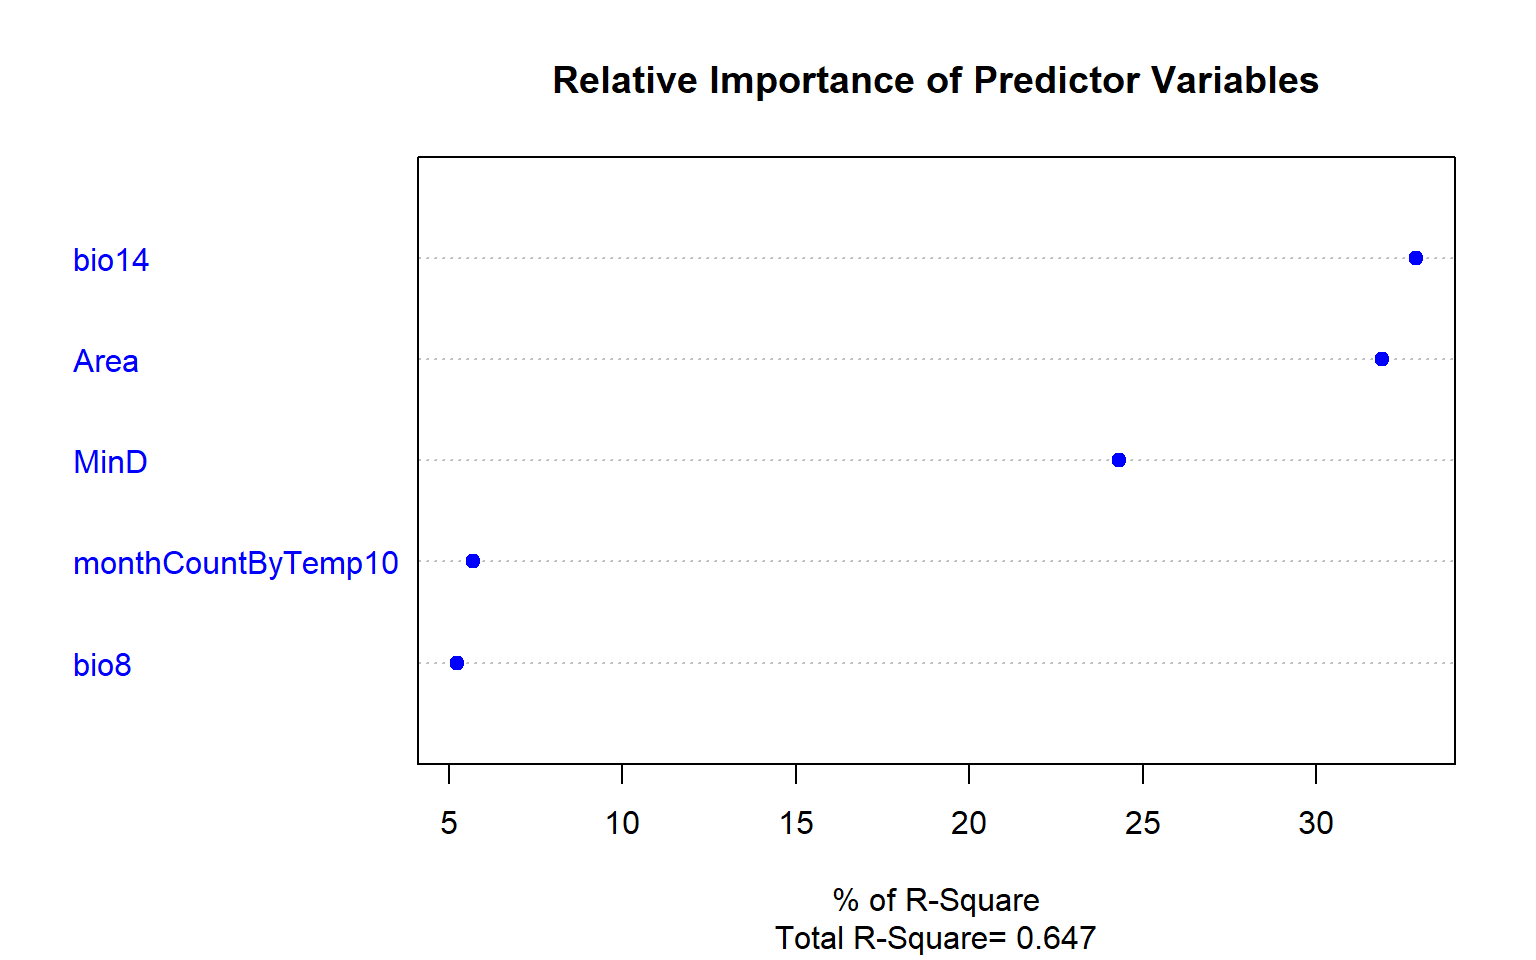 Relative Importance of Predictor Variables
bio14
Area
MinD
monthCountByTemp10
bio8
5 10 15 20 25 30
% of R-Square
Total R-Square= 0.647